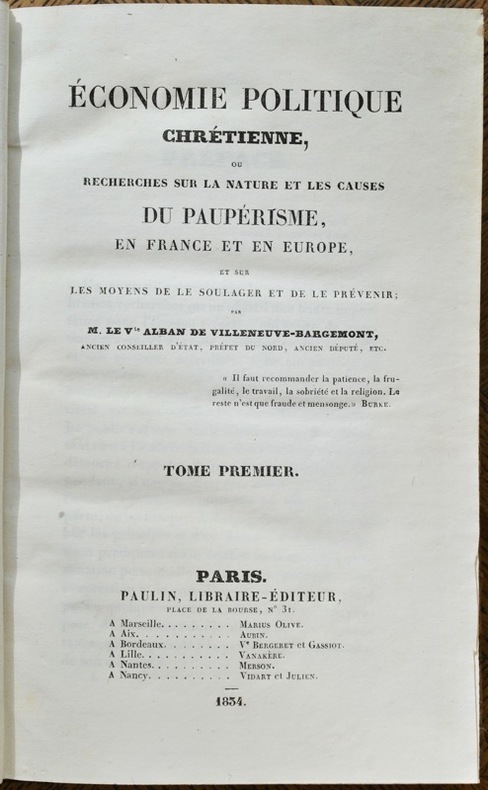 ÉCONOMIE POLITIQUE
CHRÉTIENNE,
OU
RECHERCHES SUR LA NATURE ET LES CAUSES
DU PAUPÉRISME,
EN FRANCE ET EN EUROPE,
ET SUR
LES MOYENS DE LE SOULAGER ET DE LE PRÉVENIR;
PAR
M. LE Vte ALBAN DE VILLENEUVE-BARGEMONT,
ANCIEN CONSEILLER D'ÉTAT, PRÉFET DU NORD, ANCIEN DÉPUTÉ, ETC.
« Il faut recommander la patience, la fru-
galité, le travail, la sobriété et la religion. Le
reste n'est que fraude et mensonge. » BURKE.
TOME PREMIER.
PARIS.
PAULIN, LIBRAIRE-ÉDITEUR,
PLACE DE LA BOURSE, N° 31.
A Marseille. . . . . . . . MARIUS OLIVE.
A Aix. . . . . . . . . . . AUBIN.
A Bordeaux. . . . . . . . Ve BERGERET et GASSIOT.
A Lille. . . . . . . . . . VANAKÈRE.
A Nantes. . . . . . . . . MERSON.
A Nancy. . . . . . . . . . VIDART et JULIEN.
1834.